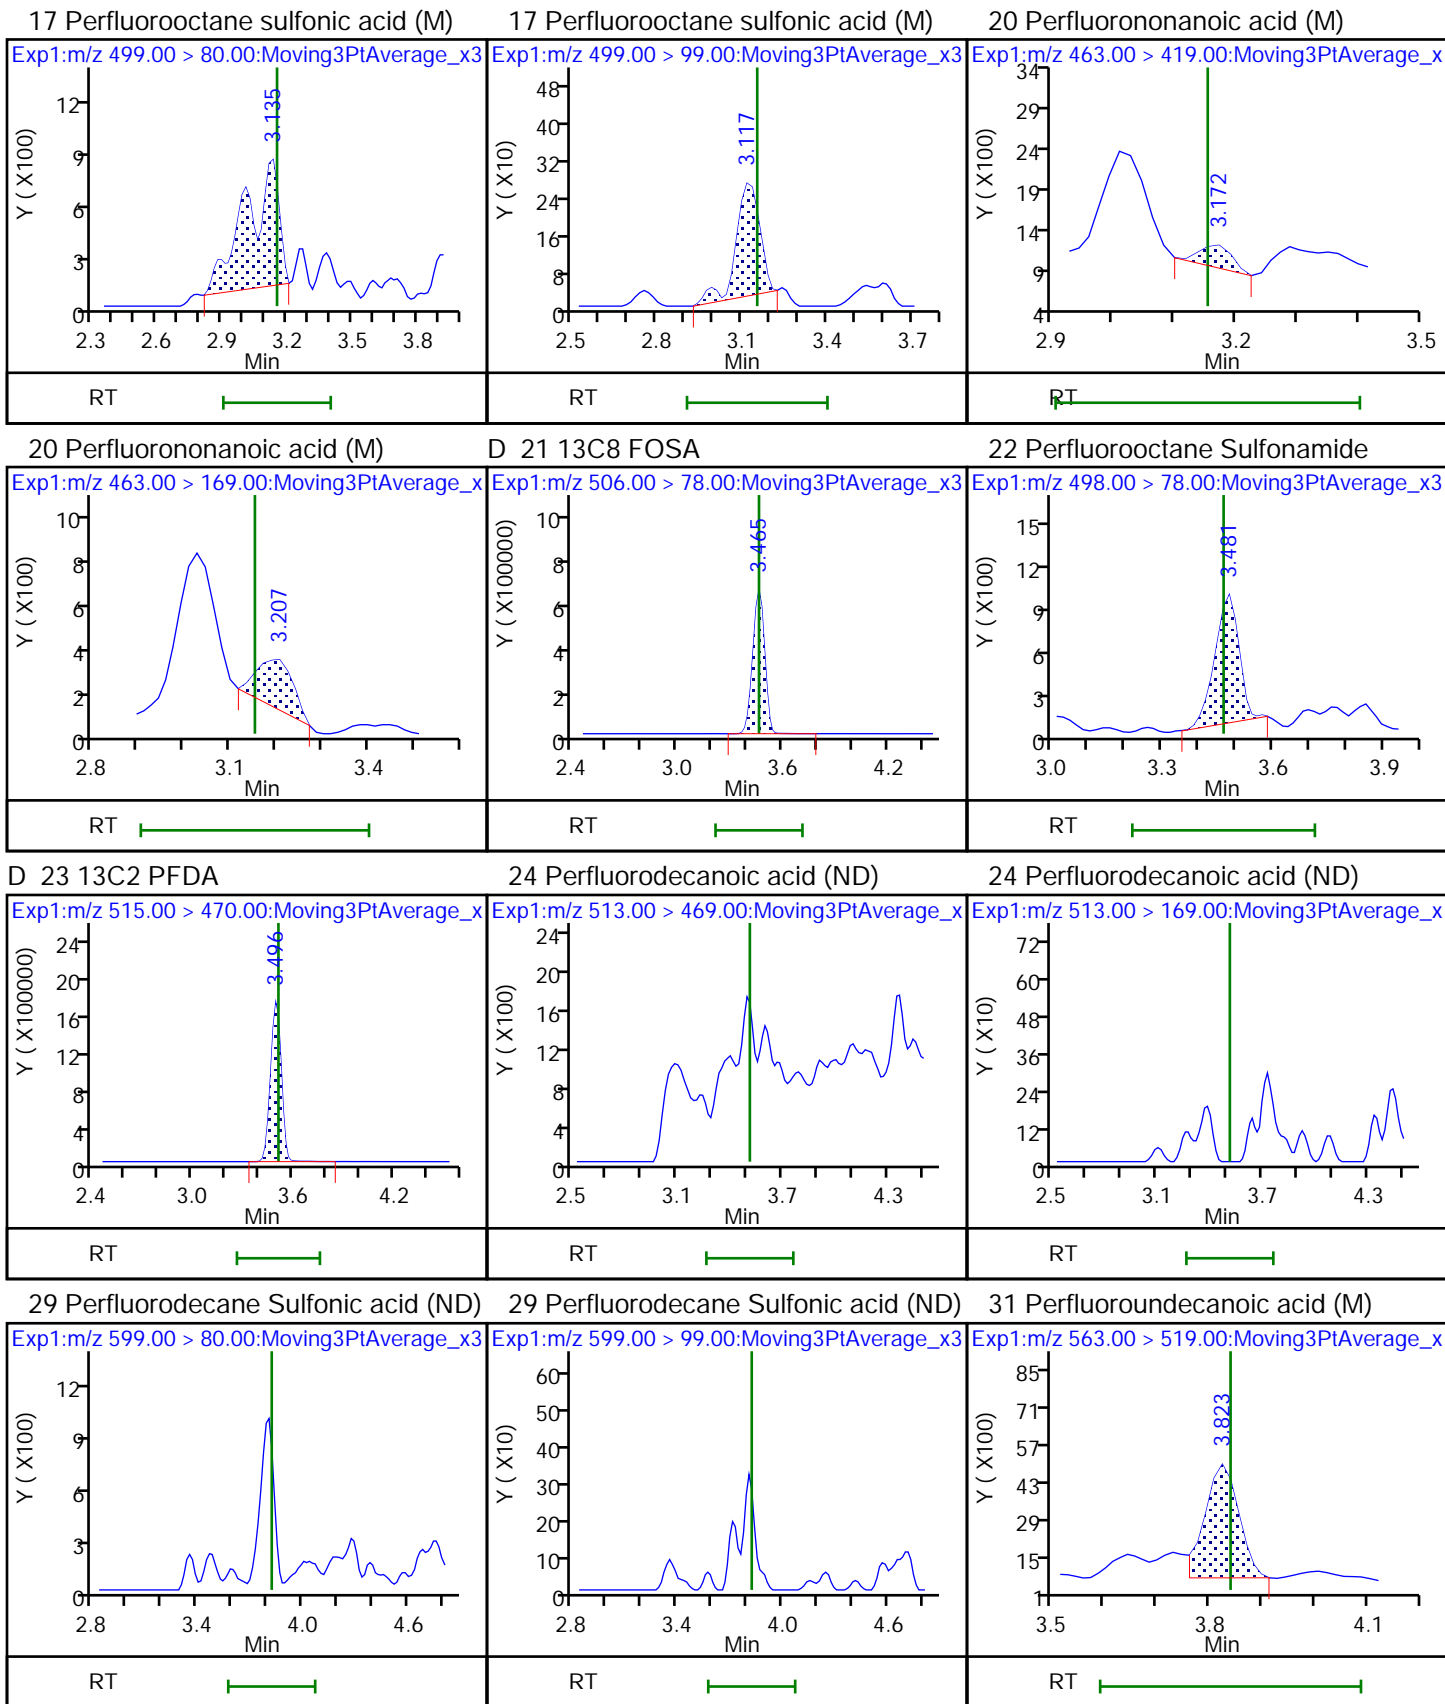 17 Perfluorooctane sulfonic acid (M)
Exp1:m/z 499.00 > 80.00:Moving3PtAverage_x3
Y ( X100)
12
9
6
3
0
3.135
2.3 2.6 2.9 3.2 3.5 3.8
Min
RT
17 Perfluorooctane sulfonic acid (M)
Exp1:m/z 499.00 > 99.00:Moving3PtAverage_x3
Y ( X10)
48
40
32
24
16
8
0
3.117
2.5 2.8 3.1 3.4 3.7
Min
RT
20 Perfluorononanoic acid (M)
Exp1:m/z 463.00 > 419.00:Moving3PtAverage_x
Y ( X100)
34
29
24
19
14
9
4
3.172
2.9 3.2 3.5
Min
RT
20 Perfluorononanoic acid (M)
Exp1:m/z 463.00 > 169.00:Moving3PtAverage_x
Y ( X100)
10
8
6
4
2
0
3.207
2.8 3.1 3.4
Min
RT
D 21 13C8 FOSA
Exp1:m/z 506.00 > 78.00:Moving3PtAverage_x3
Y ( X100000)
10
8
6
4
2
0
3.465
2.4 3.0 3.6 4.2
Min
RT
22 Perfluorooctane Sulfonamide
Exp1:m/z 498.00 > 78.00:Moving3PtAverage_x3
Y ( X100)
15
12
9
6
3
0
3.481
3.0 3.3 3.6 3.9
Min
RT
D 23 13C2 PFDA
Exp1:m/z 515.00 > 470.00:Moving3PtAverage_x
Y ( X100000)
24
20
16
12
8
4
0
3.496
2.4 3.0 3.6 4.2
Min
RT
24 Perfluorodecanoic acid (ND)
Exp1:m/z 513.00 > 469.00:Moving3PtAverage_x
Y ( X100)
24
20
16
12
8
4
0
2.5 3.1 3.7 4.3
Min
RT
24 Perfluorodecanoic acid (ND)
Exp1:m/z 513.00 > 169.00:Moving3PtAverage_x
Y ( X10)
72
60
48
36
24
12
0
2.5 3.1 3.7 4.3
Min
RT
29 Perfluorodecane Sulfonic acid (ND)
Exp1:m/z 599.00 > 80.00:Moving3PtAverage_x3
Y ( X100)
12
9
6
3
0
2.8 3.4 4.0 4.6
Min
RT
29 Perfluorodecane Sulfonic acid (ND)
Exp1:m/z 599.00 > 99.00:Moving3PtAverage_x3
Y ( X10)
60
50
40
30
20
10
0
2.8 3.4 4.0 4.6
Min
RT
31 Perfluoroundecanoic acid (M)
Exp1:m/z 563.00 > 519.00:Moving3PtAverage_x
Y ( X100)
85
71
57
43
29
15
1
3.823
3.5 3.8 4.1
Min
RT